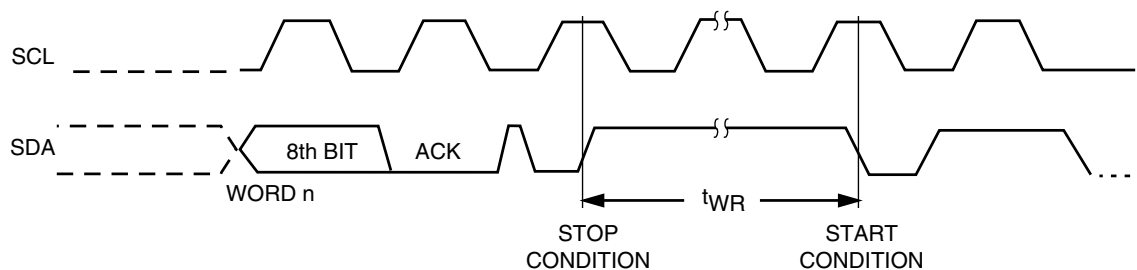 SCL
SDA
8th BIT
ACK
WORD n
tWR
STOP
CONDITION
START
CONDITION